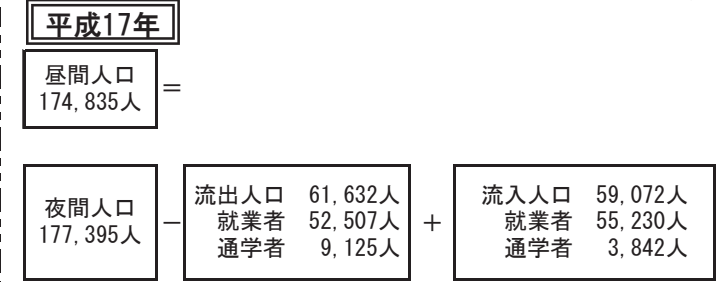 平成17年
昼間人口
174,835人
＝
夜間人口
177,395人
－
流出人口 61,632人
就業者 52,507人
通学者 9,125人
＋
流入人口 59,072人
就業者 55,230人
通学者 3,842人